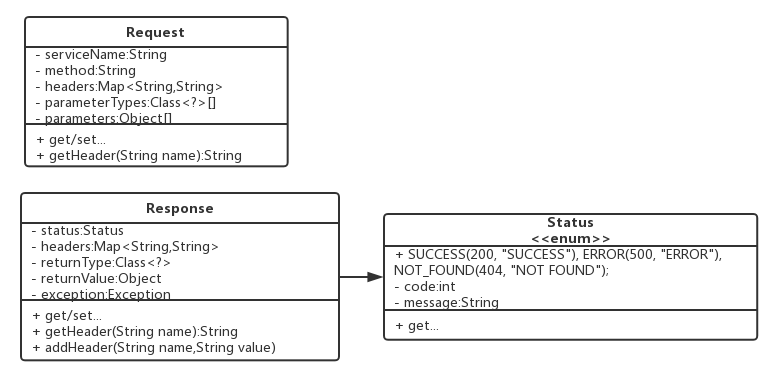 Request
- serviceName:String
- method:String
- headers:Map<String,String>
- parameterTypes:Class<?>[]
- parameters:Object[]
+ get/set...
+ getHeader(String name):String
Response
- status:Status
- headers:Map<String,String>
- returnType:Class<?>
- returnValue:Object
- exception:Exception
+ get/set...
+ getHeader(String name):String
+ addHeader(String name,String value)
Status
<<enum>>
+ SUCCESS(200, "SUCCESS"), ERROR(500, "ERROR"),
NOT_FOUND(404, "NOT FOUND");
- code:int
- message:String
+ get...